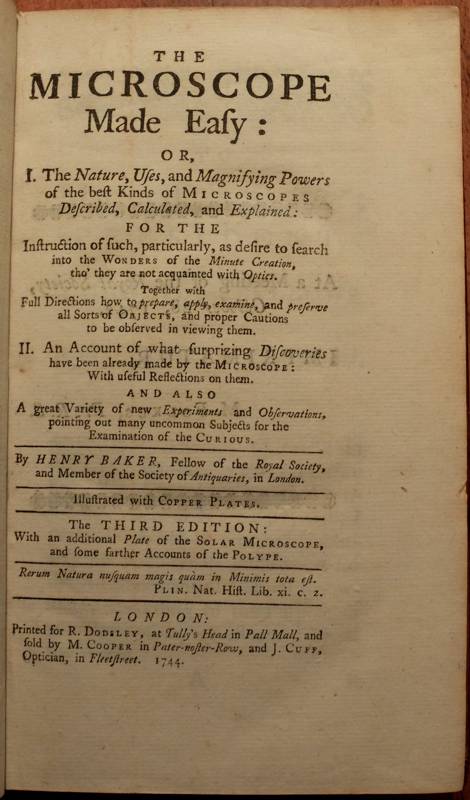 THE
MICROSCOPE
Made Eaſy:
OR,
I. The Nature, Uſes, and Magnifying Powers
of the beſt Kinds of MICROSCOPES
Deſcribed, Calculated, and Explained:
FOR THE
Inſtruction of ſuch, particularly, as deſire to ſearch
into the WONDERS of the Minute Creation,
tho' they are not acquainted with Optics.
Together with
Full Directions how to prepare, apply, examine, and preſerve
all Sorts of OBJECTS, and proper Cautions
to be obſerved in viewing them.
II. An Account of what ſurprizing Diſcoveries
have been already made by the MICROSCOPE:
With uſeful Reflections on them.
AND ALSO
A great Variety of new Experiments and Obſervations,
pointing out many uncommon Subjects for the
Examination of the CURIOUS.
By HENRY BAKER, Fellow of the Royal Society,
and Member of the Society of Antiquaries, in London.
Illuſtrated with COPPER PLATES.
The THIRD EDITION:
With an additional Plate of the SOLAR MICROSCOPE,
and ſome farther Accounts of the POLYPE.
Rerum Natura nuſquam magis quàm in Minimis tota eſt.
PLIN. Nat. Hiſt. Lib. xi. c. 2.
LONDON:
Printed for R. DODSLEY, at Tully's Head in Pall Mall, and
ſold by M. COOPER in Pater-noſter-Row, and J. CUFF,
Optician, in Fleetſtreet. 1744.